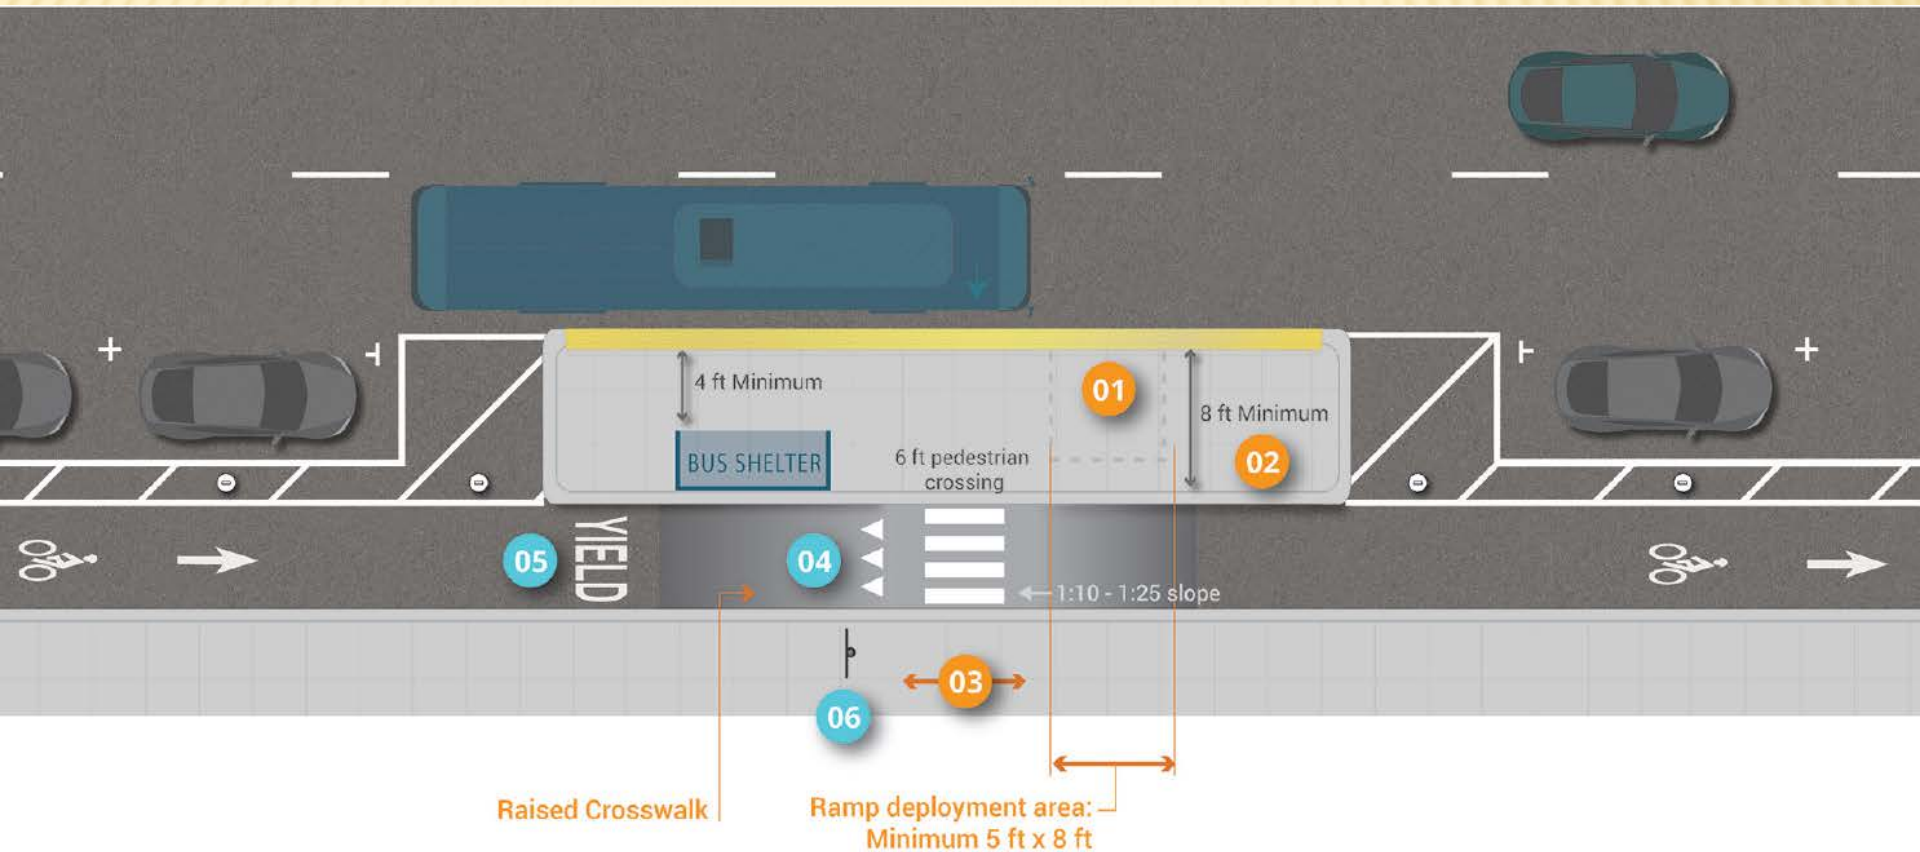 4 ft Minimum
01
8 ft Minimum
BUS SHELTER
6 ft pedestrian
crossing
02
05
YIELD
04
1:10 - 1:25 slope
03
06
Raised Crosswalk
Ramp deployment area:
Minimum 5 ft x 8 ft